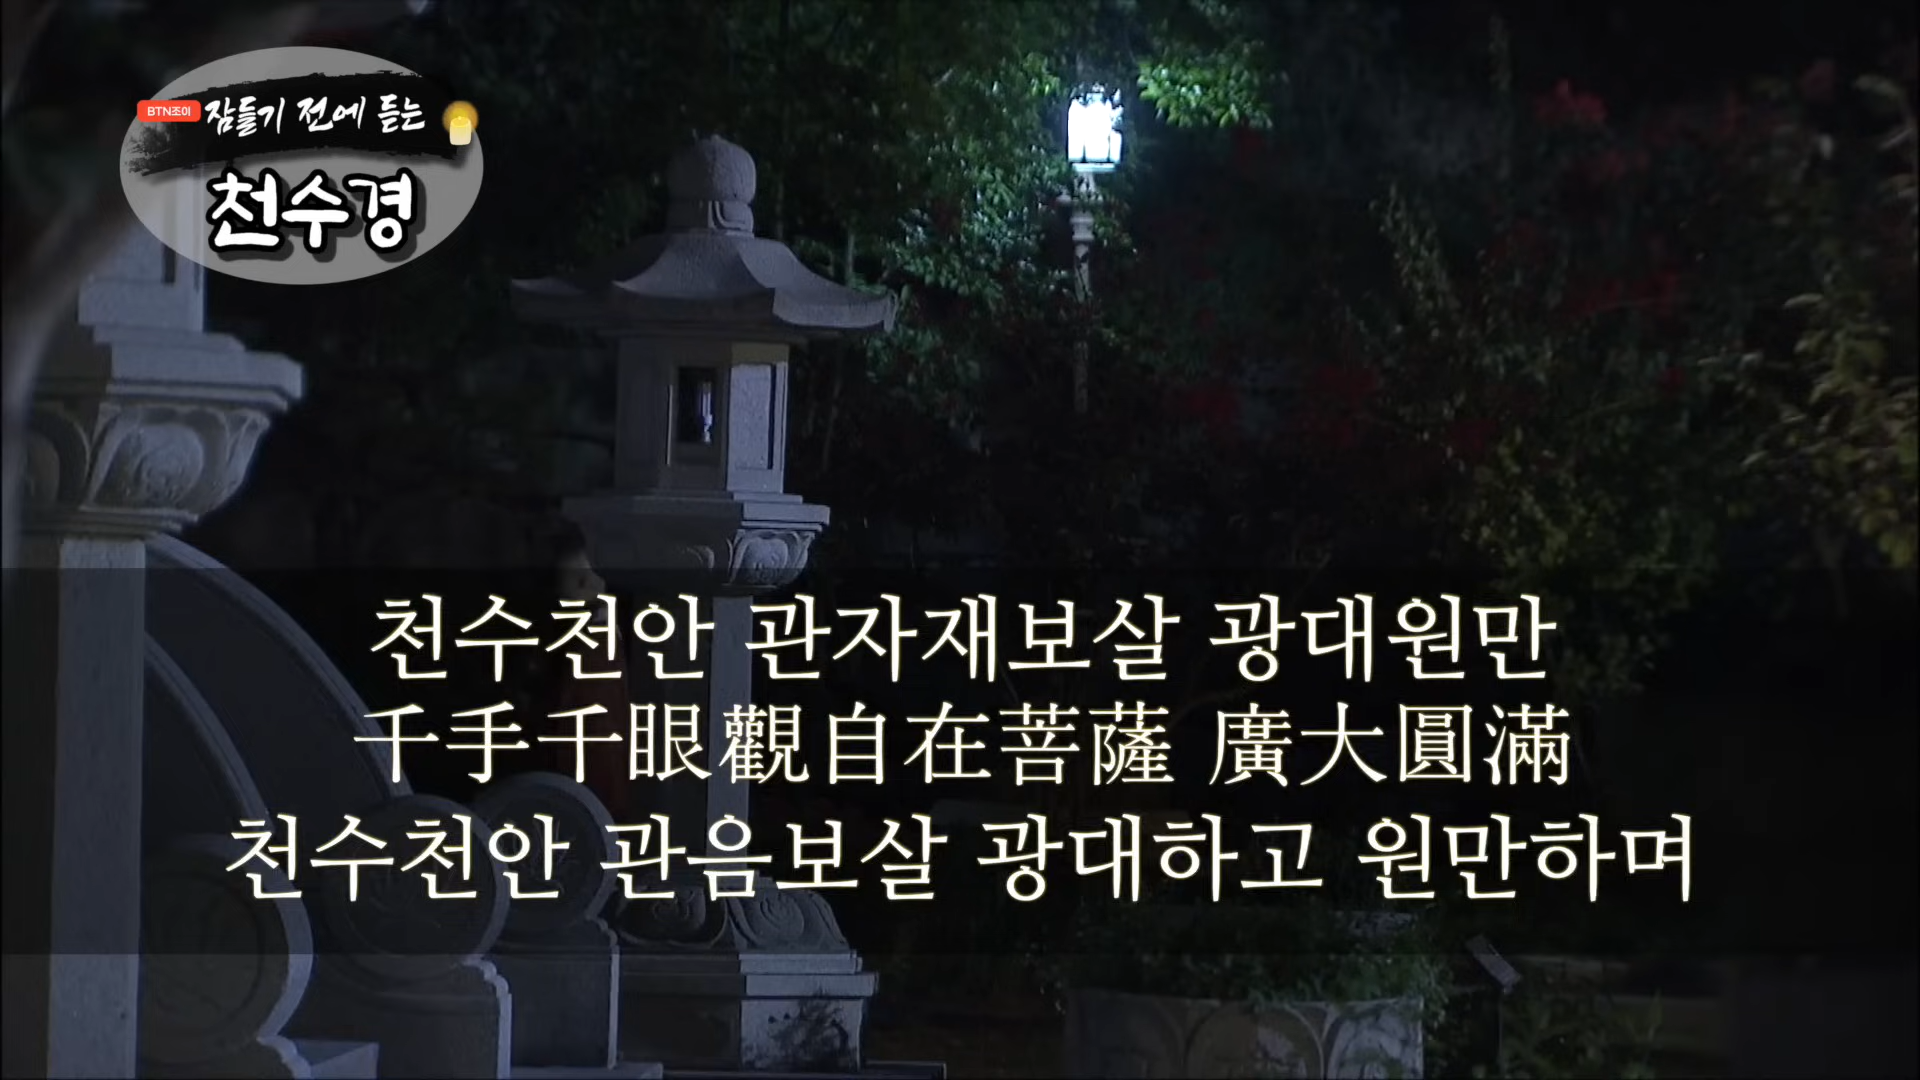 BTN조이 잠들기 전에 듣는
천수경
천수천안 관자재보살 광대원만
千手千眼觀自在菩薩 廣大圓滿
천수천안 관음보살 광대하고 원만하며